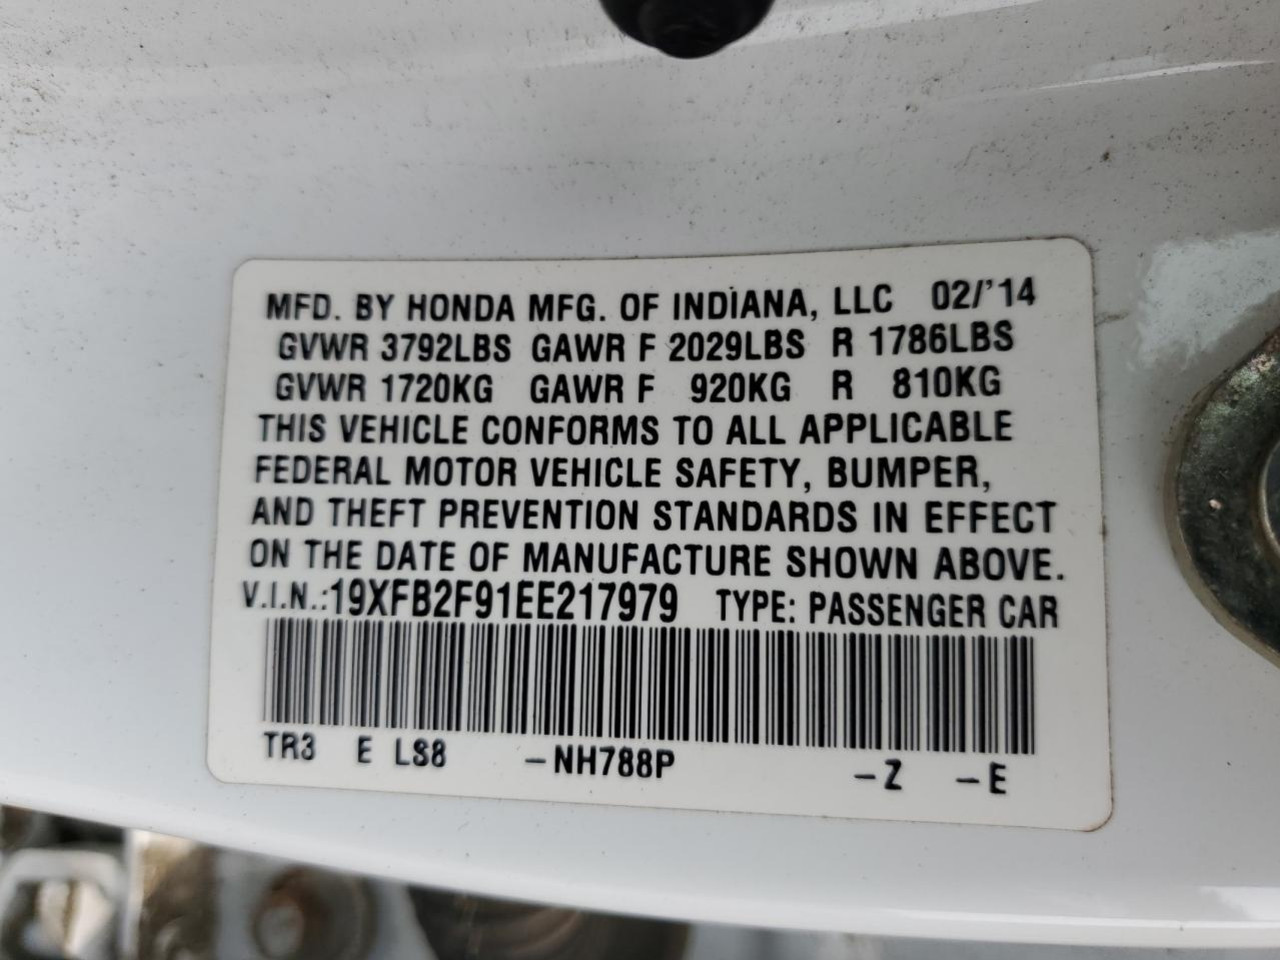 MFD. BY HONDA MFG. OF INDIANA, LLC 02/'14
GVWR 3792LBS GAWR F 2029LBS R 1786LBS
GVWR 1720KG GAWR F 920KG R 810KG
THIS VEHICLE CONFORMS TO ALL APPLICABLE
FEDERAL MOTOR VEHICLE SAFETY, BUMPER,
AND THEFT PREVENTION STANDARDS IN EFFECT
ON THE DATE OF MANUFACTURE SHOWN ABOVE.
V.I.N.:19XFB2F91EE217979 TYPE: PASSENGER CAR
TR3 E LS8 -NH788P -Z -E